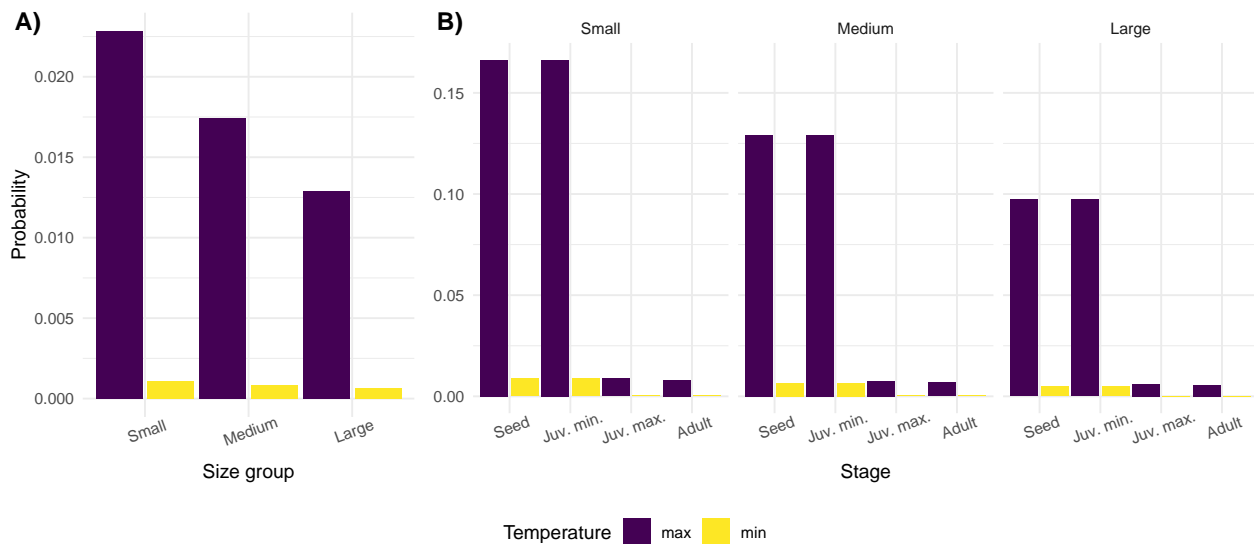 A)
Probability
0.020
0.015
0.010
0.005
0.000
Small
Medium
Large
Size group
B)
Small
Medium
Large
0.15
0.10
0.05
0.00
Seed
Juv. min.
Juv. max.
Adult
Seed
Juv. min.
Juv. max.
Adult
Seed
Juv. min.
Juv. max.
Adult
Stage
Temperature
max
min